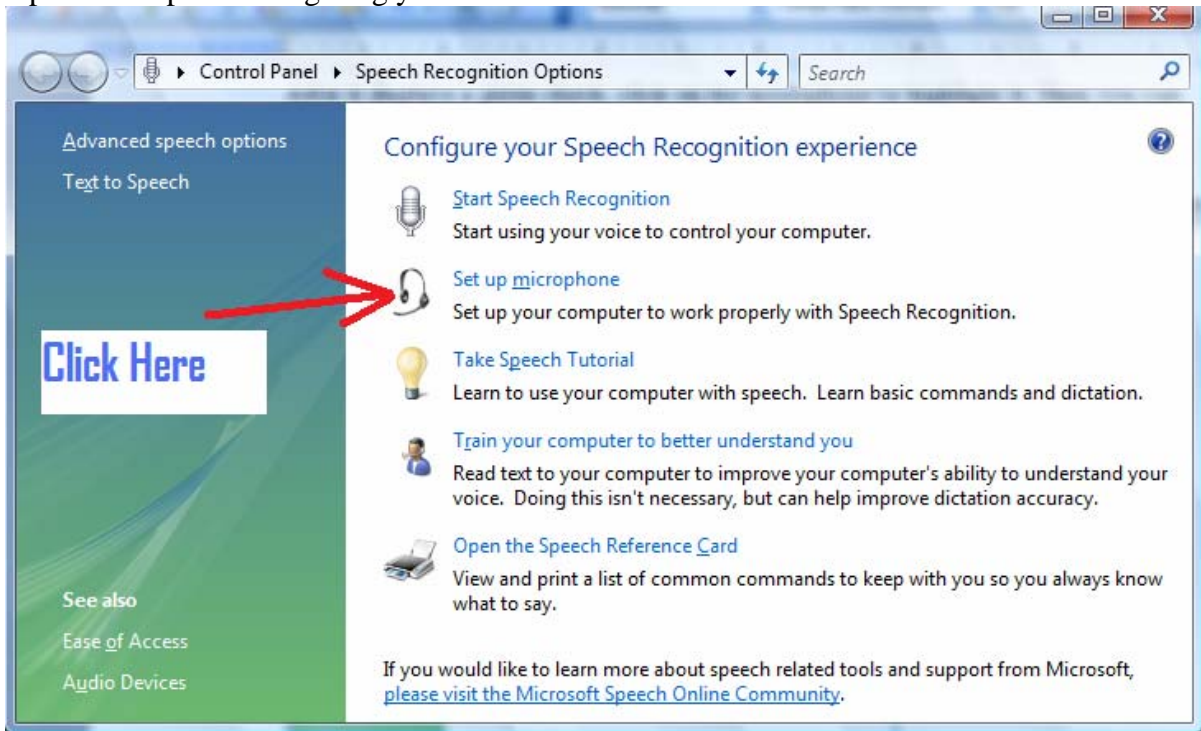 Control Panel Speech Recognition Options Search
Advanced speech options
Text to Speech
Click Here
See also
Ease of Access
Audio Devices
Configure your Speech Recognition experience
Start Speech Recognition
Start using your voice to control your computer.
Set up microphone
Set up your computer to work properly with Speech Recognition.
Take Speech Tutorial
Learn to use your computer with speech. Learn basic commands and dictation.
Train your computer to better understand you
Read text to your computer to improve your computer's ability to understand your
voice. Doing this isn't necessary, but can help improve dictation accuracy.
Open the Speech Reference Card
View and print a list of common commands to keep with you so you always know
what to say.
If you would like to learn more about speech related tools and support from Microsoft,
please visit the Microsoft Speech Online Community.